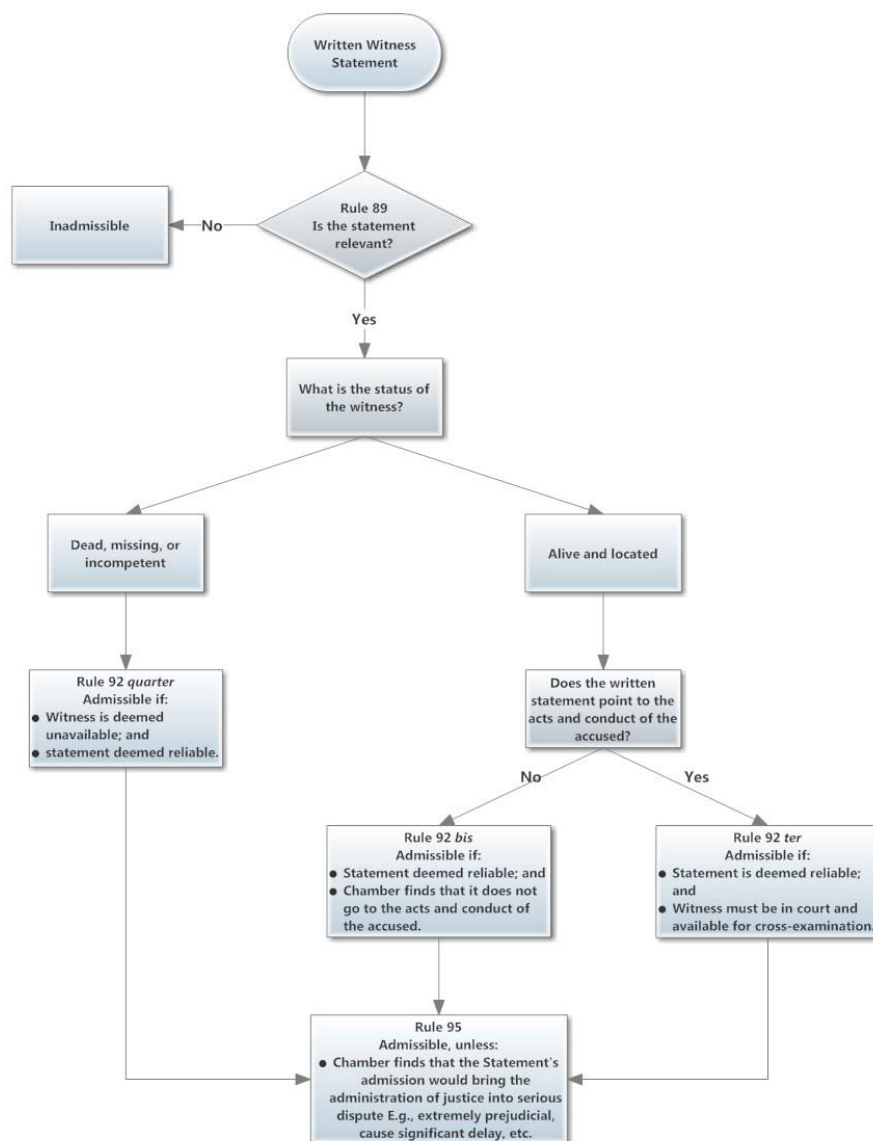 Written Witness
Statement
Rule 89
Is the statement
relevant?
No
Inadmissible
Yes
What is the status of
the witness?
Dead, missing, or
incompetent
Alive and located
Rule 92 quarter
Admissible if:
● Witness is deemed
unavailable; and
● statement deemed reliable.
Does the written
statement point to the
acts and conduct of the
accused?
No
Yes
Rule 92 bis
Admissible if:
● Statement deemed reliable; and
● Chamber finds that it does not
go to the acts and conduct of
the accused.
Rule 92 ter
Admissible if:
● Statement is deemed reliable;
and
● Witness must be in court and
available for cross-examination.
Rule 95
Admissible, unless:
● Chamber finds that the Statement's
admission would bring the
administration of justice into serious
dispute E.g., extremely prejudicial,
cause significant delay, etc.